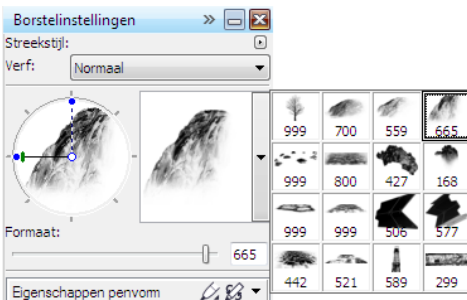 Borstelinstellingen
Streekstijl:
Verf: Normaal
999 700 559 665
999 800 427 168
Formaat:
999 999 506 577
665
442 521 589 299
Eigenschappen penvorm